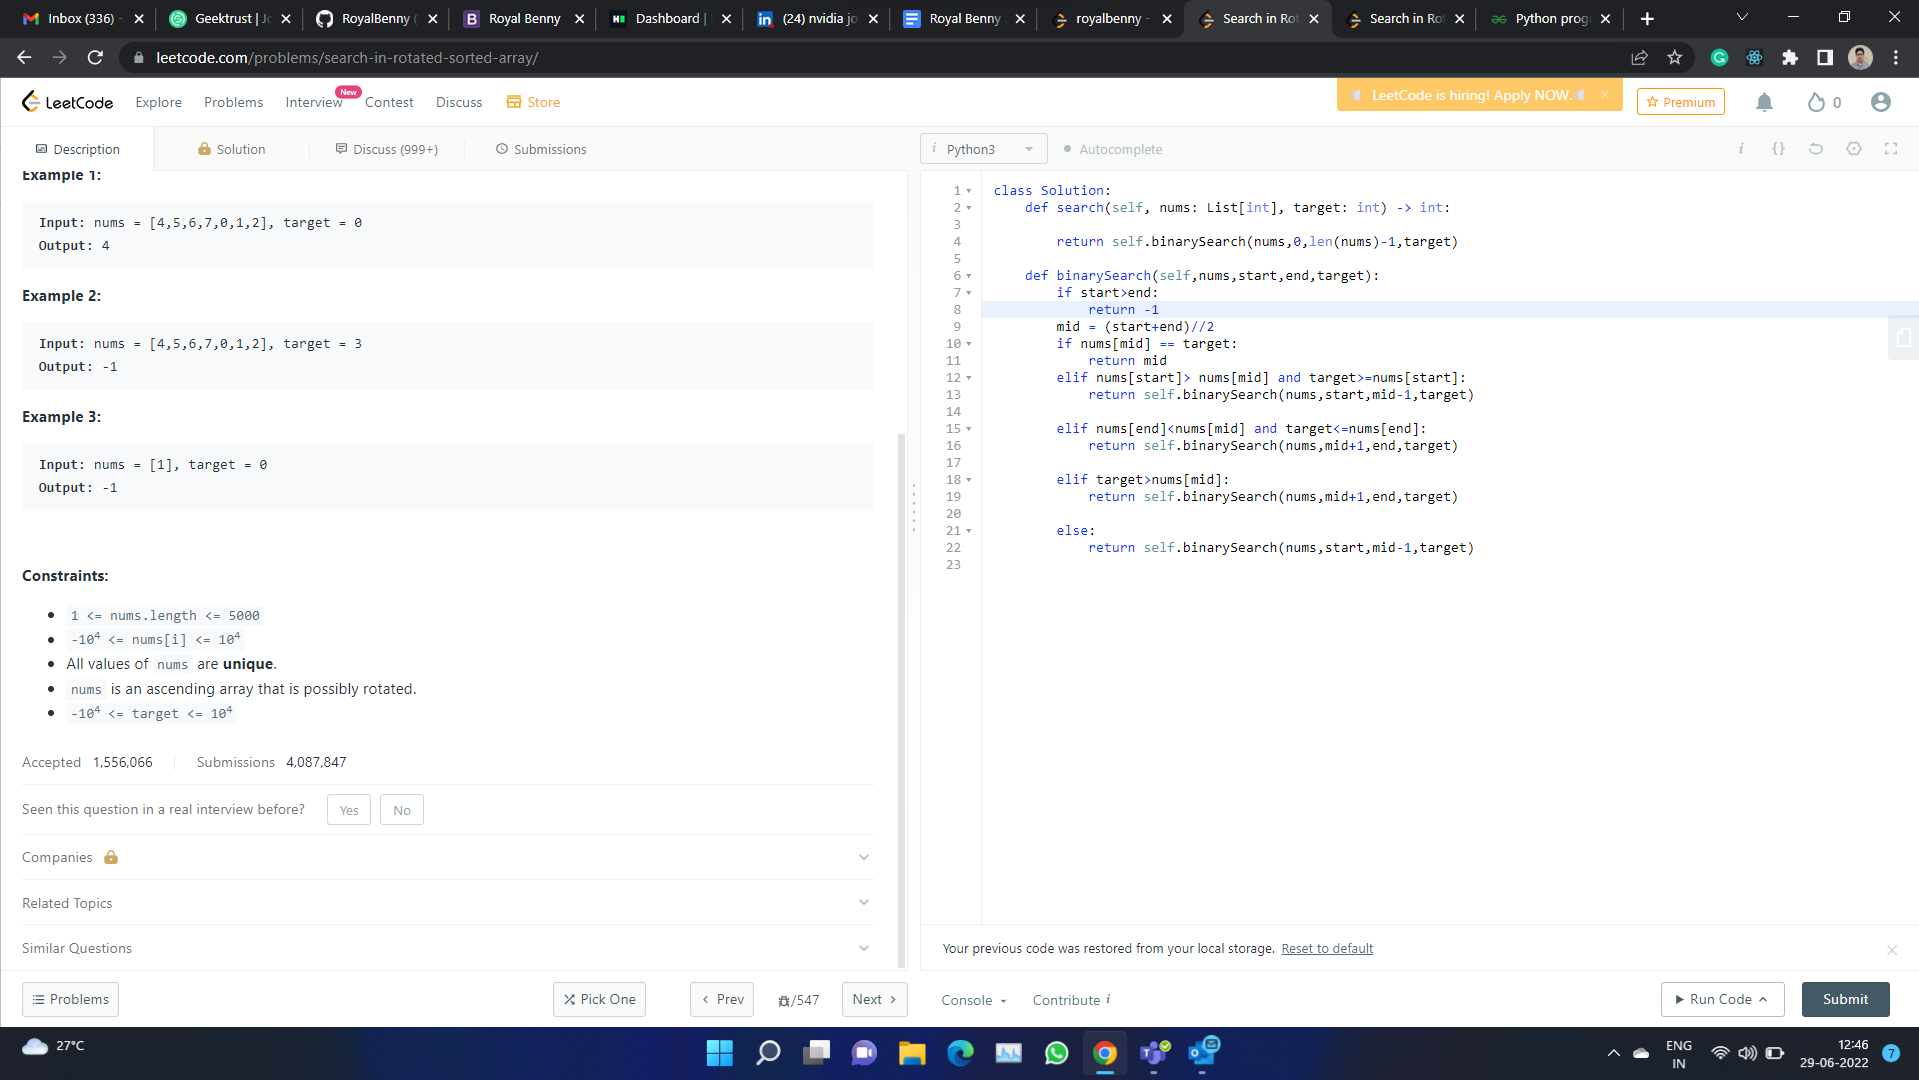 Inbox (336) -
Geektrust | Jo
RoyalBenny (
Royal Benny
Dashboard |
(24) nvidia jo
Royal Benny
royalbenny -
Search in Rot
Search in Rot
Python prog
leetcode.com/problems/search-in-rotated-sorted-array/
LeetCode
Explore
Problems
Interview
New
Contest
Discuss
Store
LeetCode is hiring! Apply NOW.
Premium
0
Description
Solution
Discuss (999+)
Submissions
i Python3
Autocomplete
Example 1:
Input: nums = [4,5,6,7,0,1,2], target = 0
Output: 4
Example 2:
Input: nums = [4,5,6,7,0,1,2], target = 3
Output: -1
Example 3:
Input: nums = [1], target = 0
Output: -1
Constraints:
1 <= nums.length <= 5000
-10⁴ <= nums[i] <= 10⁴
All values of nums are unique.
nums is an ascending array that is possibly rotated.
-10⁴ <= target <= 10⁴
Accepted 1,556,066
Submissions 4,087,847
Seen this question in a real interview before?
Yes
No
Companies
Related Topics
Similar Questions
Problems
Pick One
Prev
/547
Next
1 class Solution:
2 def search(self, nums: List[int], target: int) -> int:
3
4 return self.binarySearch(nums,0,len(nums)-1,target)
5
6 def binarySearch(self,nums,start,end,target):
7 if start>end:
8 return -1
9 mid = (start+end)//2
10 if nums[mid] == target:
11 return mid
12 elif nums[start]> nums[mid] and target>=nums[start]:
13 return self.binarySearch(nums,start,mid-1,target)
14
15 elif nums[end]<nums[mid] and target<=nums[end]:
16 return self.binarySearch(nums,mid+1,end,target)
17
18 elif target>nums[mid]:
19 return self.binarySearch(nums,mid+1,end,target)
20
21 else:
22 return self.binarySearch(nums,start,mid-1,target)
23
Your previous code was restored from your local storage. Reset to default
Console
Contribute i
Run Code
Submit
27°C
ENG
IN
12:46
29-06-2022
7